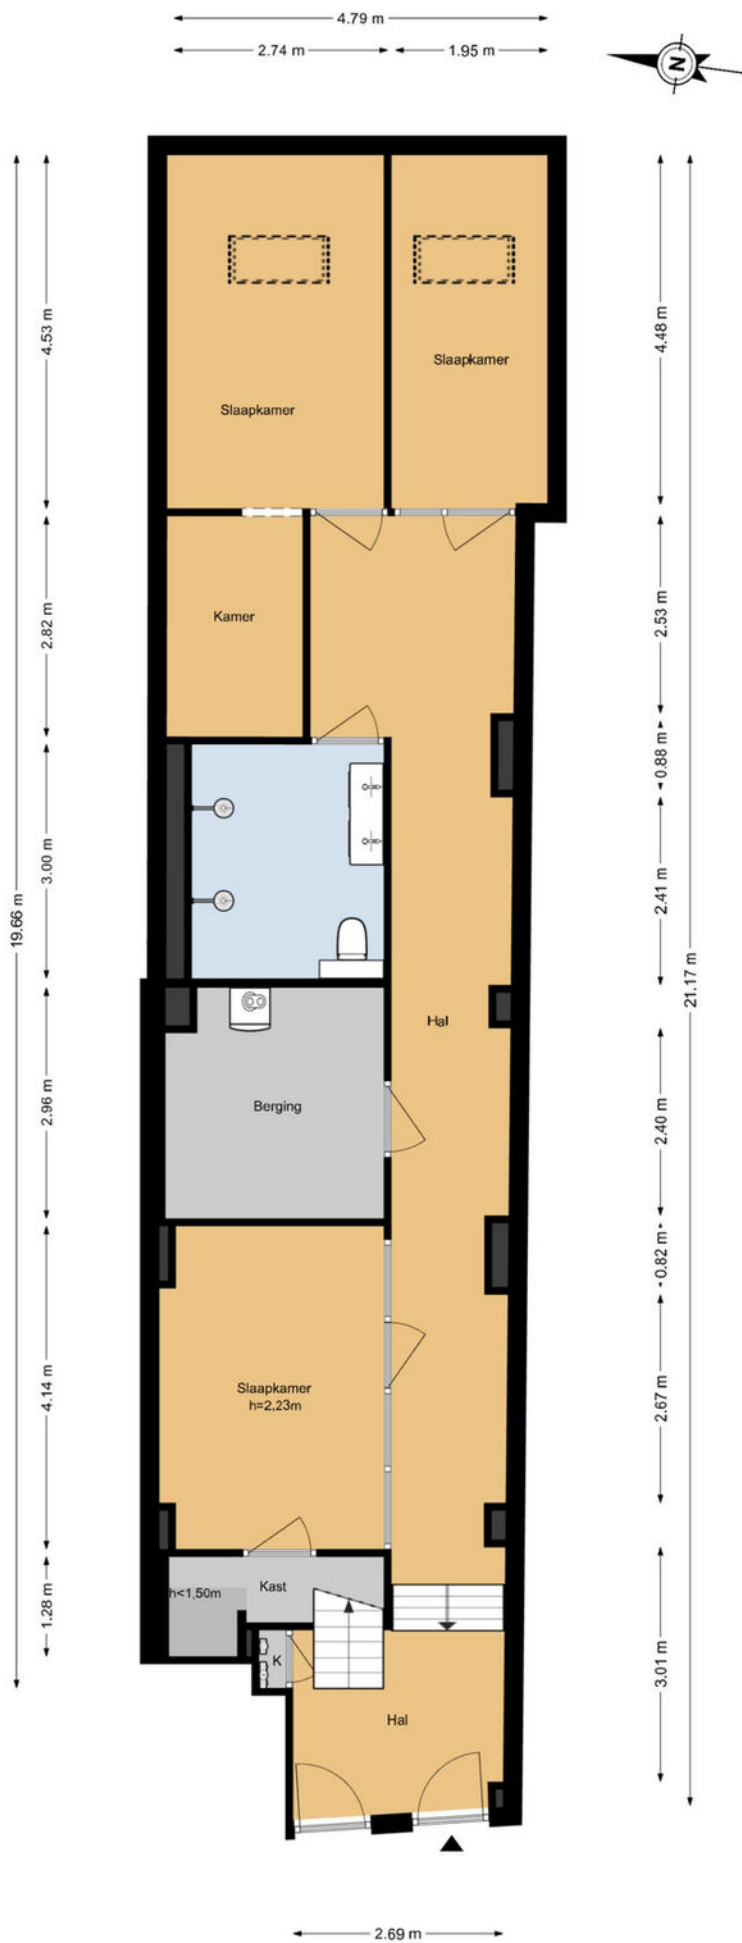 4.79 m
2.74 m
1.95 m
N
4.53 m
4.48 m
Slaapkamer
Slaapkamer
2.82 m
2.53 m
Kamer
0.88 m
3.00 m
2.41 m
19.66 m
21.17 m
Hal
2.96 m
Berging
2.40 m
0.82 m
4.14 m
Slaapkamer
h=2,23m
2.67 m
1.28 m
h<1,50m
Kast
K
3.01 m
Hal
2.69 m